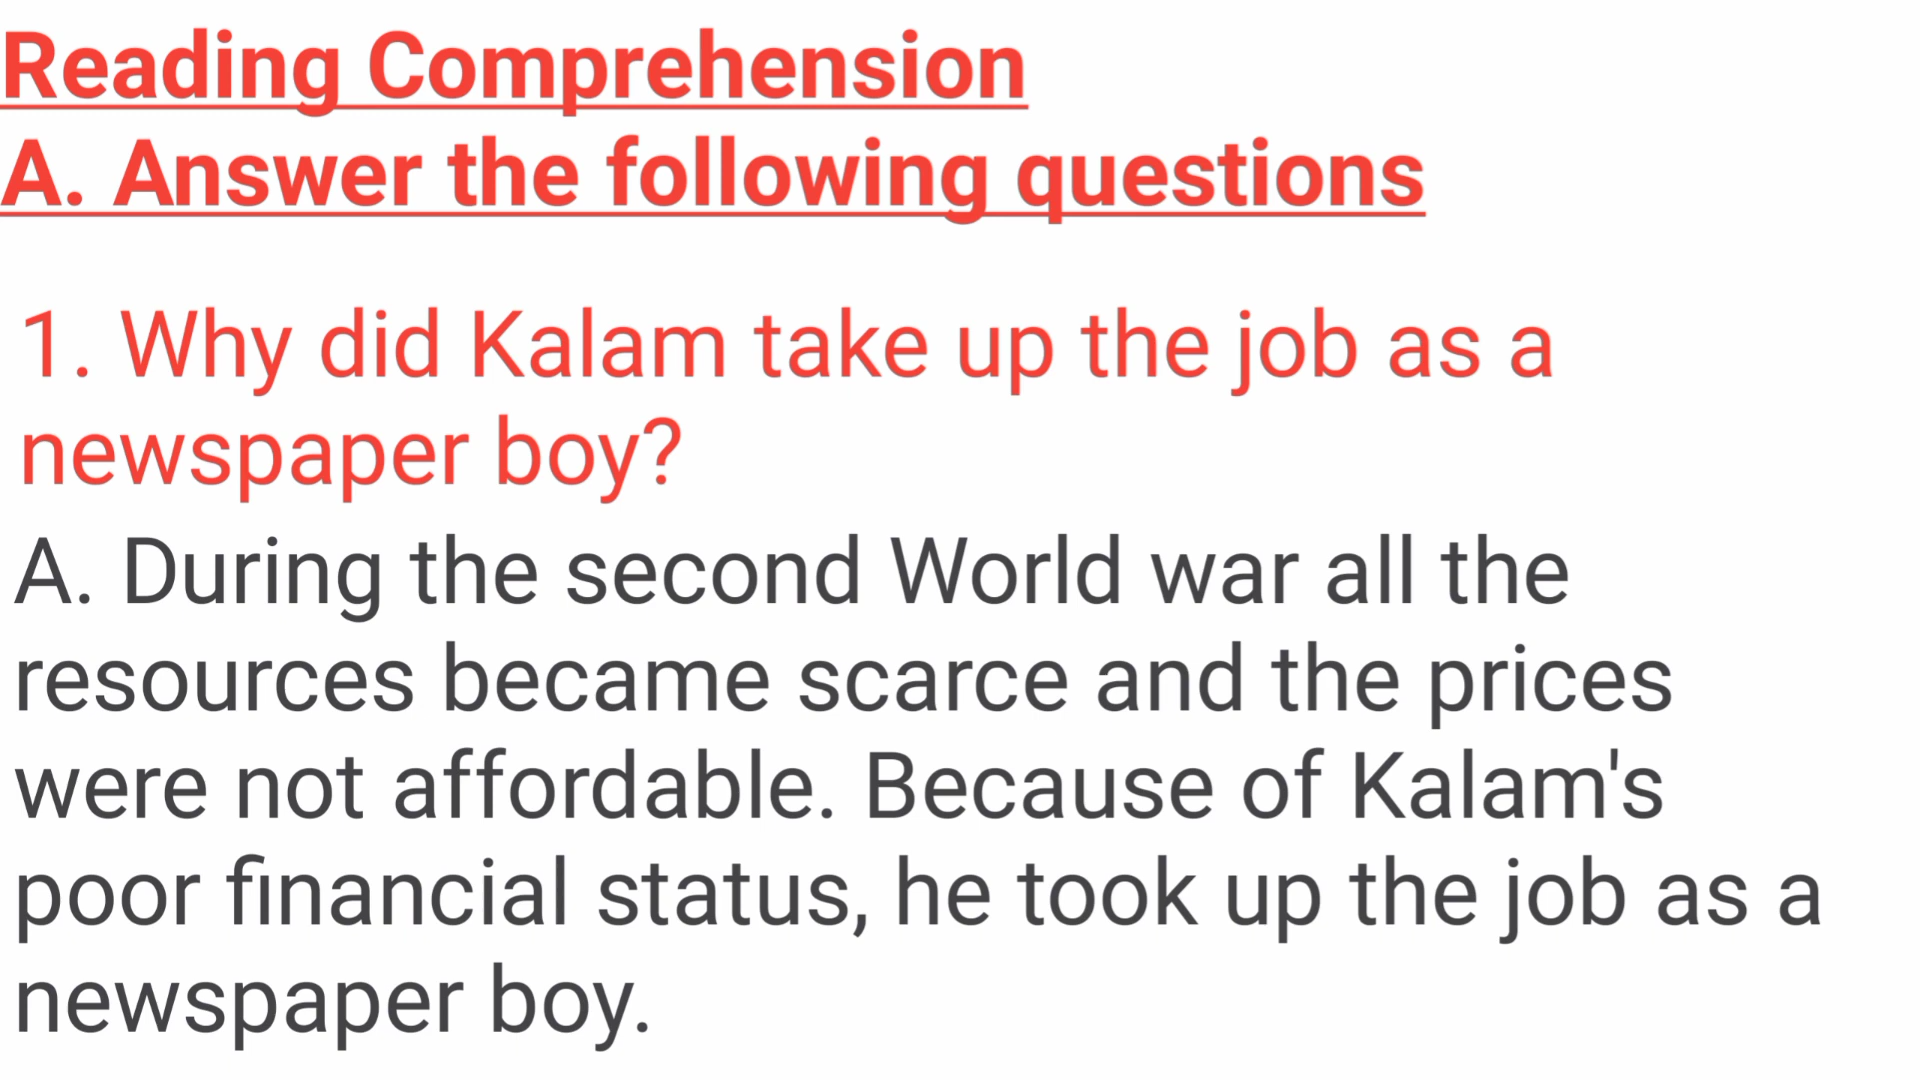 Reading Comprehension
A. Answer the following questions
1. Why did Kalam take up the job as a
newspaper boy?
A. During the second World war all the
resources became scarce and the prices
were not affordable. Because of Kalam's
poor financial status, he took up the job as a
newspaper boy.